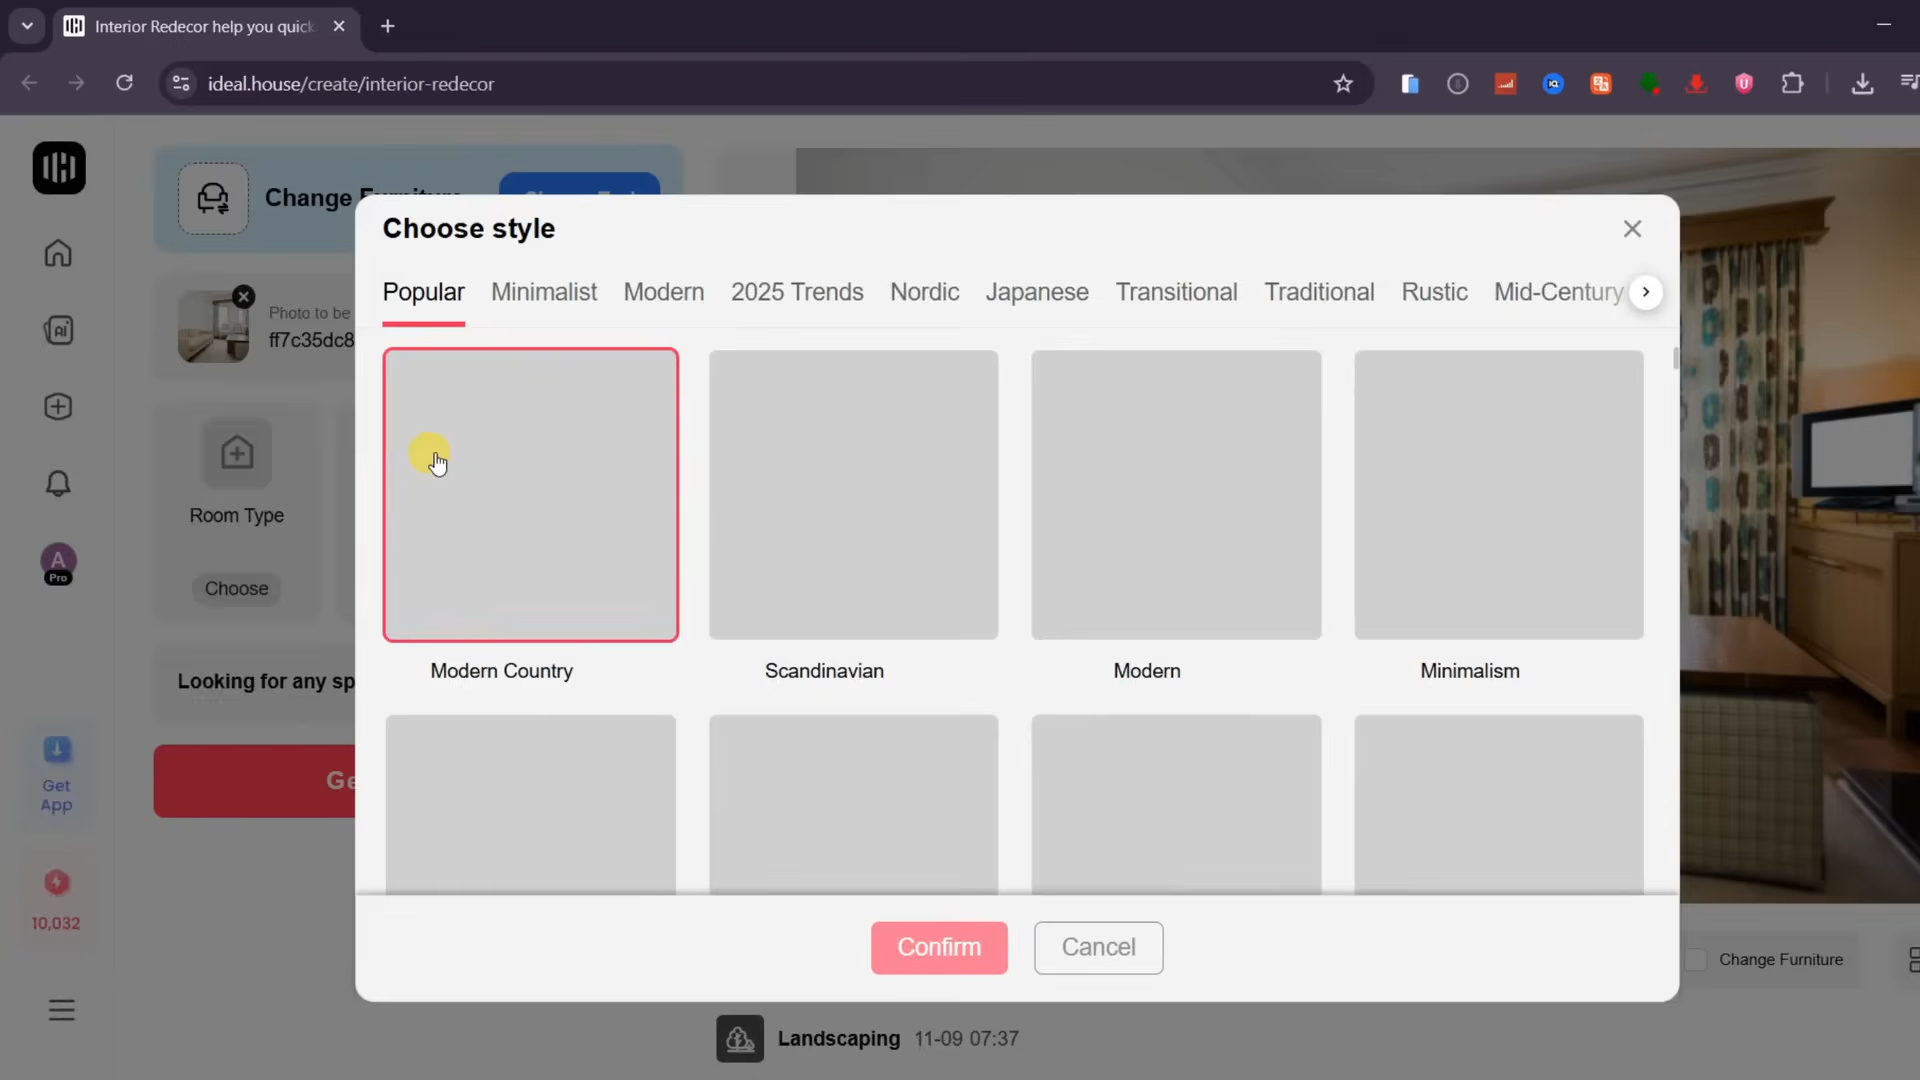 Interior Redecor help you quick
ideal.house/create/interior-redecor
Change Furniture
Choose style
Popular
Minimalist
Modern
2025 Trends
Nordic
Japanese
Transitional
Traditional
Rustic
Mid-Century
Photo to be
ff7c35dc8
Room Type
Choose
Modern Country
Scandinavian
Modern
Minimalism
A
Pro
Looking for any sp
Get
App
Ge
10,032
Confirm
Cancel
Change Furniture
Landscaping 11-09 07:37